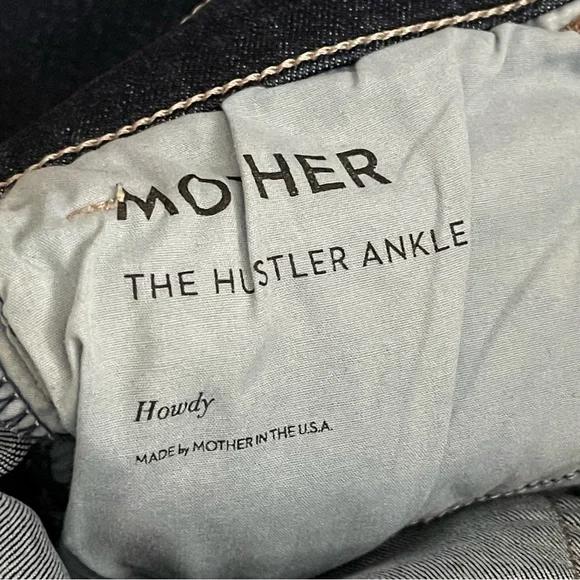 MOTHER
THE HUSTLER ANKLE
Howdy
MADE by MOTHER IN THE U.S.A.